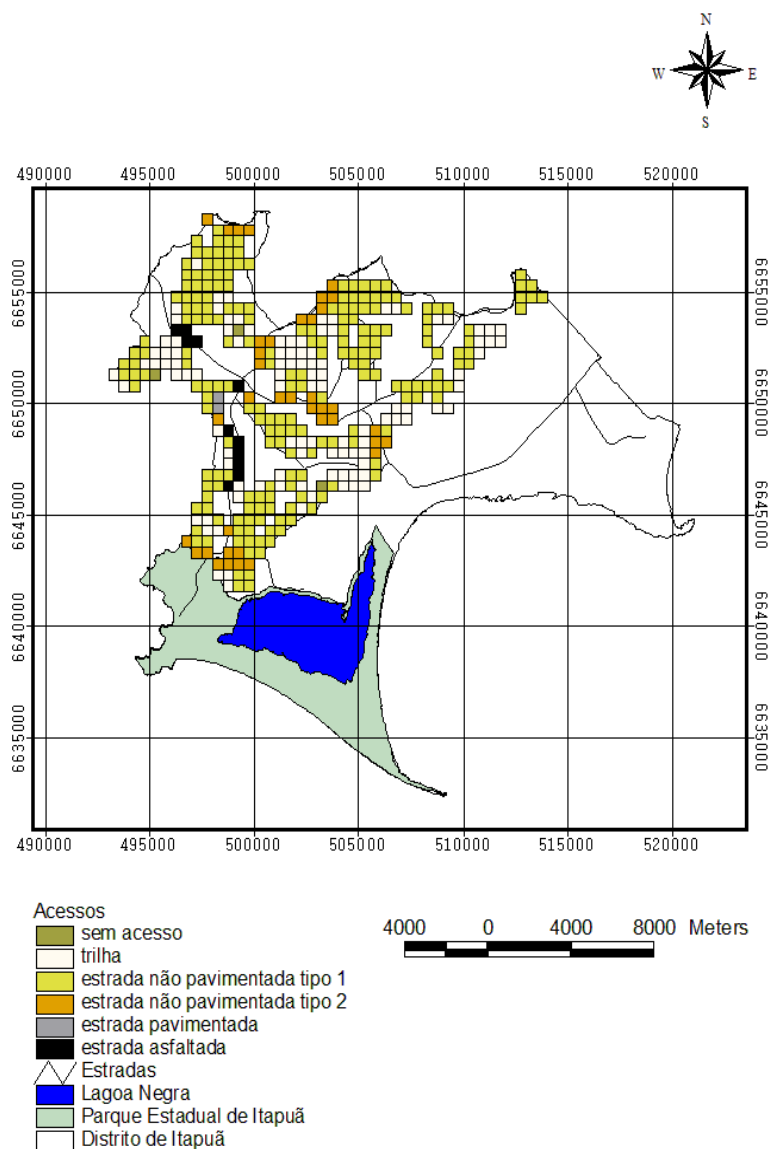 N
W E
S
490000 495000 500000 505000 510000 515000 520000
6655000 6655000
6650000 6650000
6645000 6645000
6640000 6640000
6635000 6635000
490000 495000 500000 505000 510000 515000 520000
Acessos
sem acesso
trilha
estrada não pavimentada tipo 1
estrada não pavimentada tipo 2
estrada pavimentada
estrada asfaltada
Estradas
Lagoa Negra
Parque Estadual de Itapuã
Distrito de Itapuã
4000 0 4000 8000 Meters